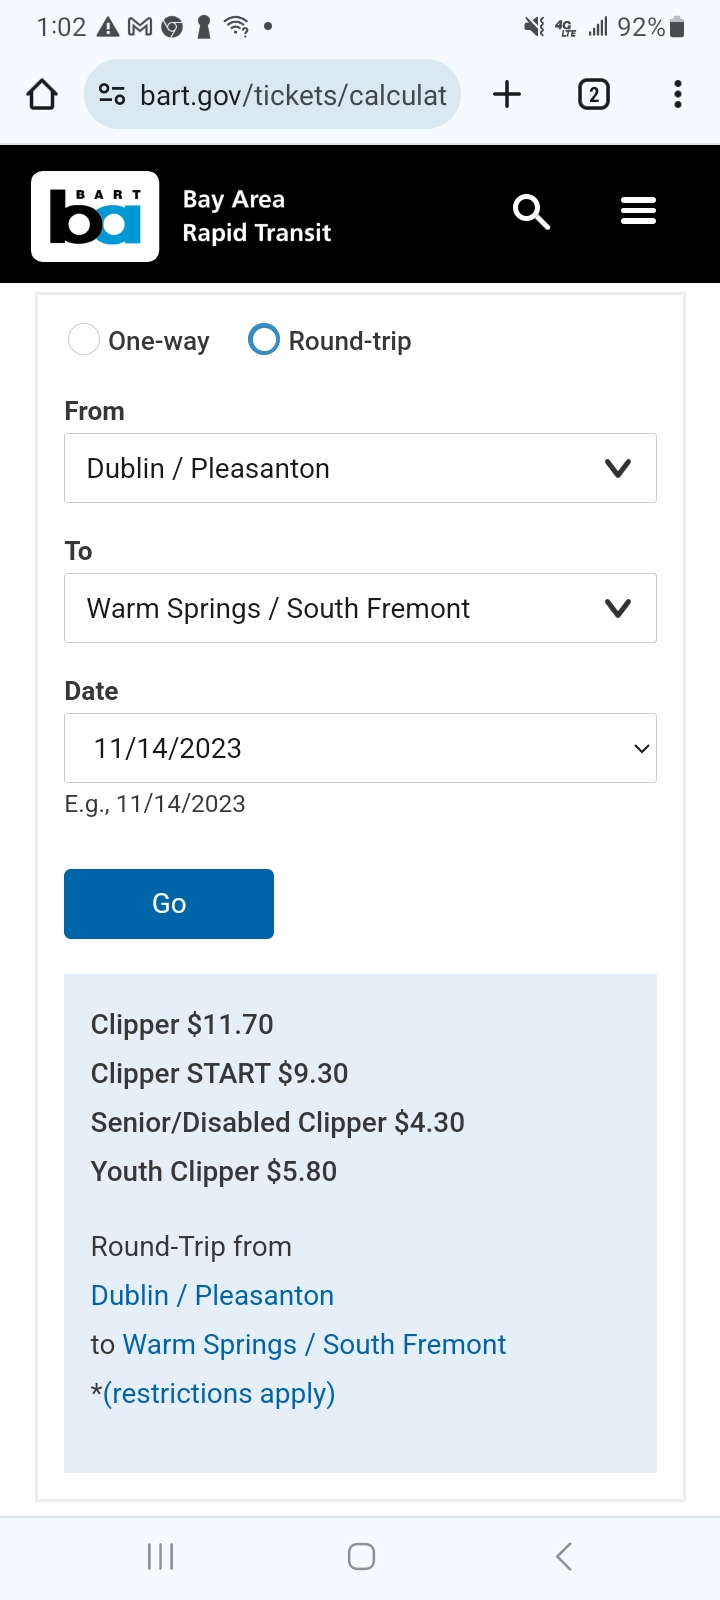 1:02
4G LTE 92%
bart.gov/tickets/calculat
2
BART
ba
Bay Area
Rapid Transit
One-way Round-trip
From
Dublin / Pleasanton
To
Warm Springs / South Fremont
Date
11/14/2023
E.g., 11/14/2023
Go
Clipper $11.70
Clipper START $9.30
Senior/Disabled Clipper $4.30
Youth Clipper $5.80
Round-Trip from
Dublin / Pleasanton
to Warm Springs / South Fremont
*(restrictions apply)